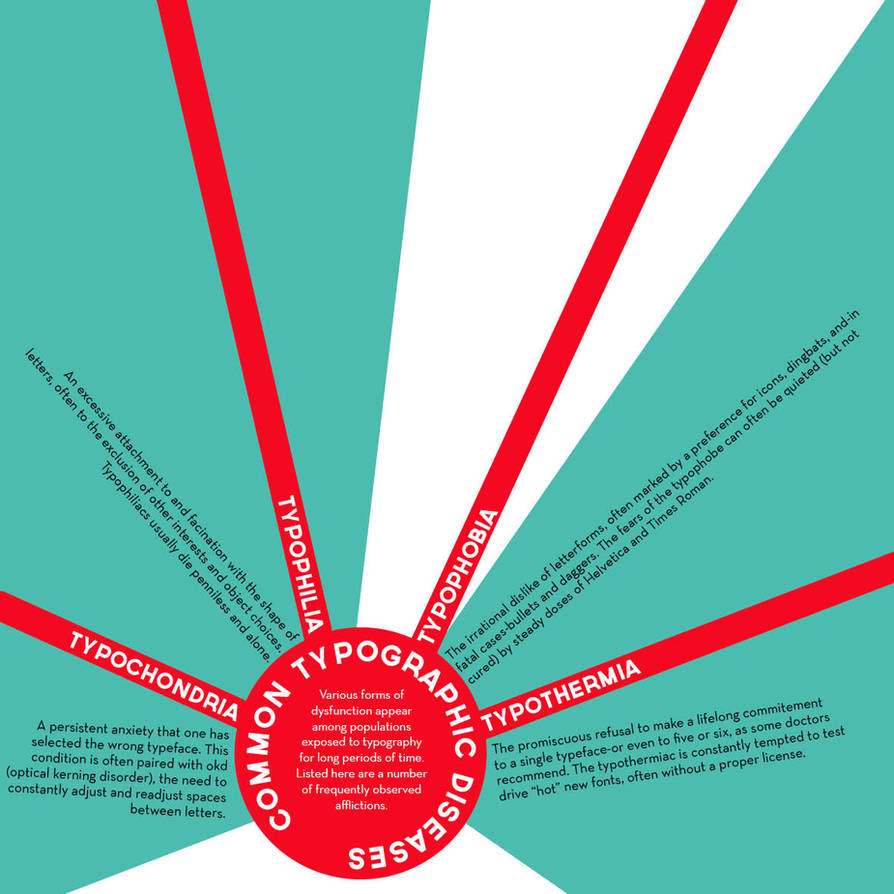 COMMON TYPOGRAPHIC DISEASES
Various forms of
dysfunction appear
among populations
exposed to typography
for long periods of time.
Listed here are a number
of frequently observed
afflictions.
TYPOCHONDRIA
A persistent anxiety that one has
selected the wrong typeface. This
condition is often paired with okd
(optical kerning disorder), the need to
constantly adjust and readjust spaces
between letters.
TYPOPHILIA
An excessive attachment to and facination with the shape of
letters, often to the exclusion of other interests and object choices.
Typophiliacs usually die penniless and alone.
TYPOPHOBIA
The irrational dislike of letterforms, often marked by a preference for icons, dingbats, and-in
fatal cases-bullets and daggers. The fears of the typophobe can often be quieted (but not
cured) by steady doses of Helvetica and Times Roman.
TYPOTHERMIA
The promiscuous refusal to make a lifelong commitment
to a single typeface-or even to five or six, as some doctors
recommend. The typothermiac is constantly tempted to test
drive “hot” new fonts, often without a proper license.